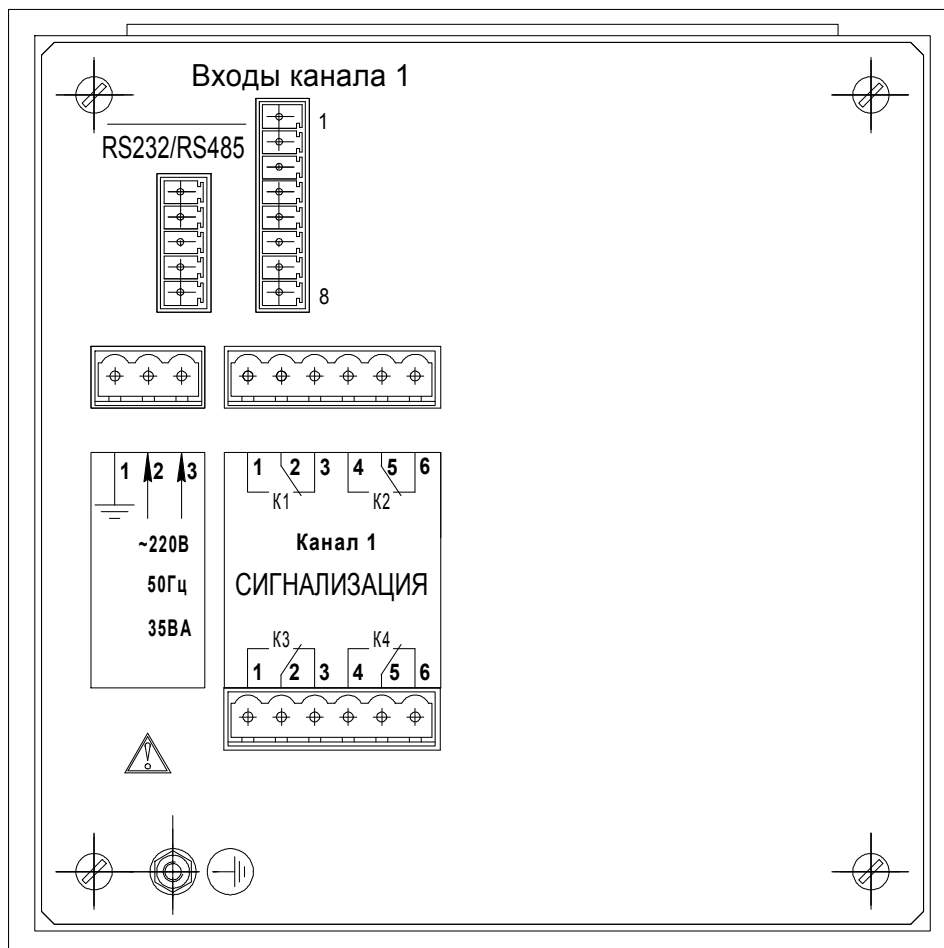 Входы канала 1
1
RS232/RS485
8
1 2 3
1 2 3 4 5 6
К1 К2
~220В
50Гц
35ВА
Канал 1
СИГНАЛИЗАЦИЯ
К3 К4
1 2 3 4 5 6